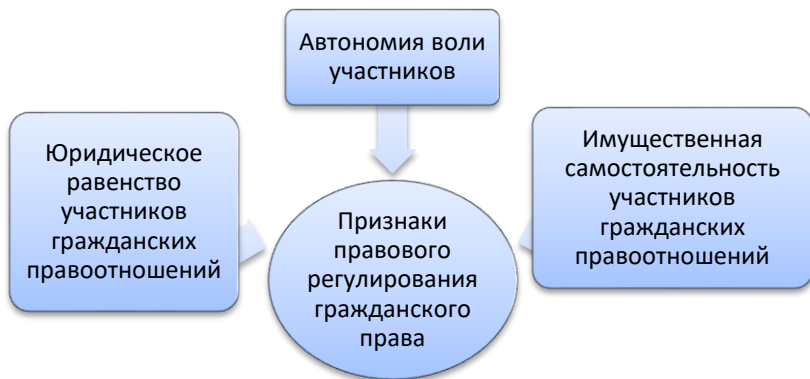 Автономия воли
участников
Юридическое
равенство
участников
гражданских
правоотношений
Имущественная
самостоятельность
участников
гражданских
правоотношений
Признаки
правового
регулирования
гражданского
права